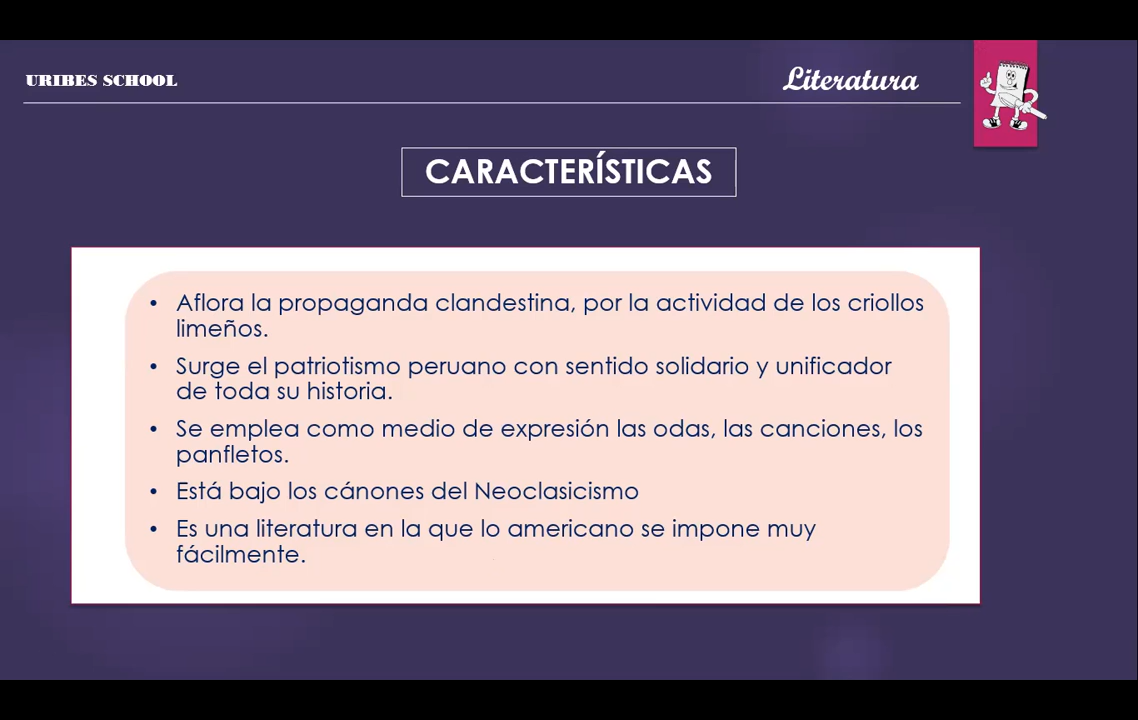 URIBES SCHOOL
Literatura
CARACTERÍSTICAS
• Aflora la propaganda clandestina, por la actividad de los criollos
limeños.
• Surge el patriotismo peruano con sentido solidario y unificador
de toda su historia.
• Se emplea como medio de expresión las odas, las canciones, los
panfletos.
• Está bajo los cánones del Neoclasicismo
• Es una literatura en la que lo americano se impone muy
fácilmente.